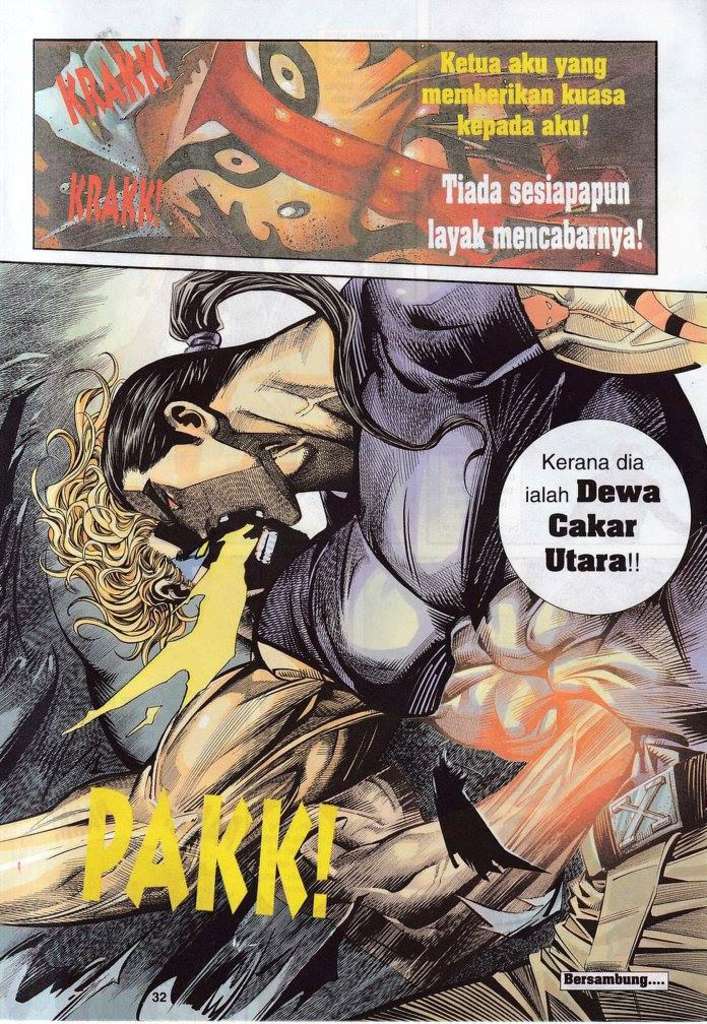 KRAKK!
KRAKK!
Ketua aku yang
memberikan kuasa
kepada aku!
Tiada sesiapapun
layak mencabarnya!
Kerana dia
ialah Dewa
Cakar
Utara!!
PAKK!
Bersambung....
32